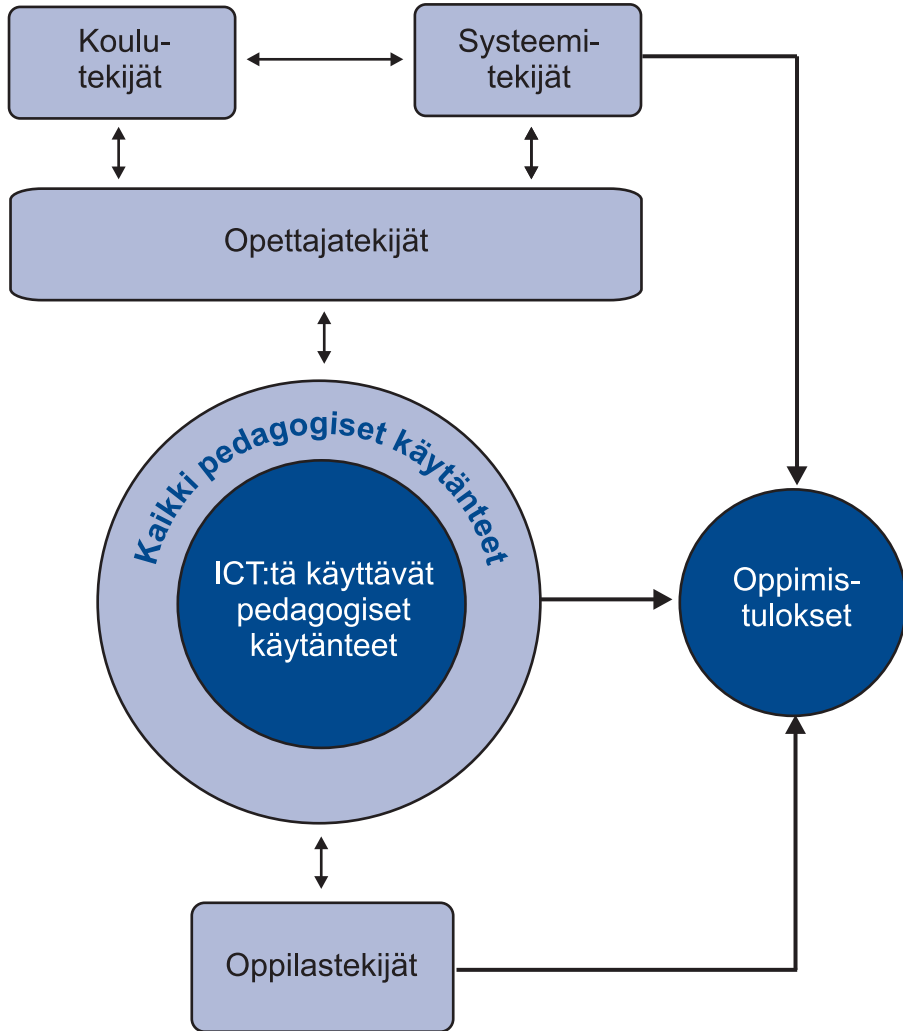 Koulu-
tekijät
Systeemi-
tekijät
Opettajatekijät
Kaikki pedagogiset käytänteet
ICT:tä käyttävät
pedagogiset
käytänteet
Oppimis-
tulokset
Oppilastekijät